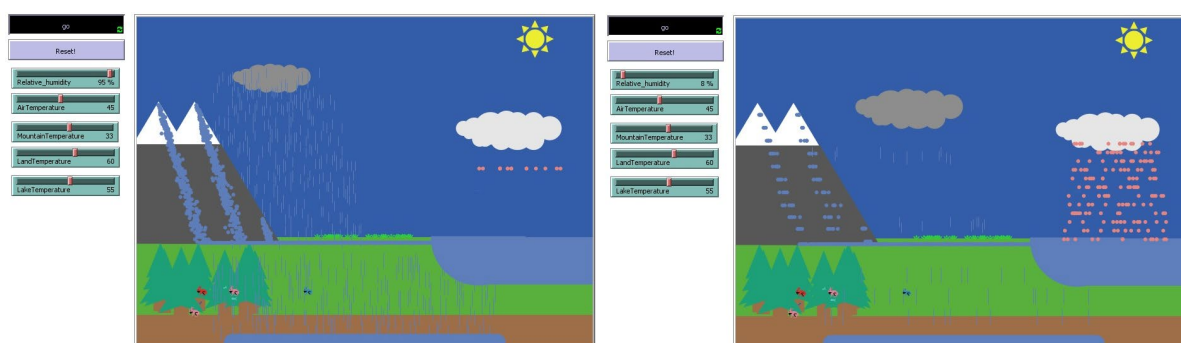 go
Reset!
Relative_humidity 95 %
AirTemperature 45
MountainTemperature 33
LandTemperature 60
LakeTemperature 55
go
Reset!
Relative_humidity 8 %
AirTemperature 45
MountainTemperature 33
LandTemperature 60
LakeTemperature 55